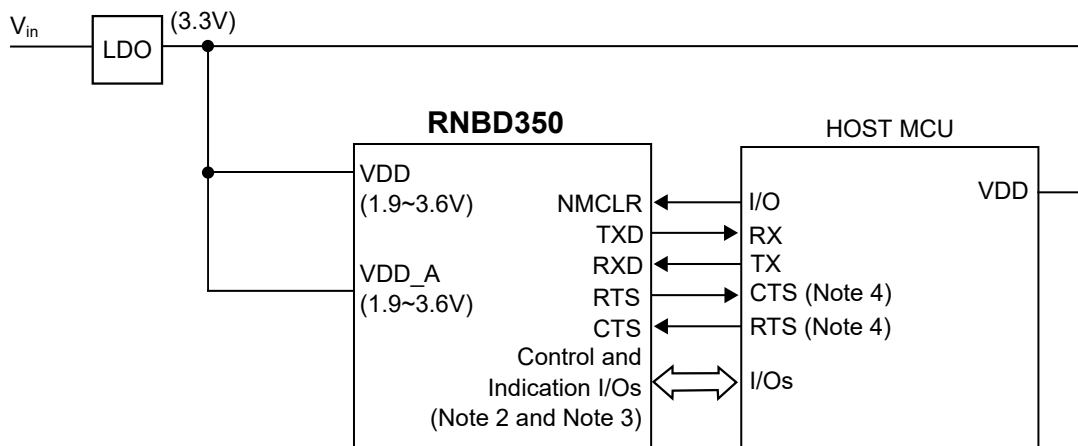 Vin
LDO
(3.3V)
RNBD350
HOST MCU
VDD
(1.9~3.6V)
VDD_A
(1.9~3.6V)
NMCLR
TXD
RXD
RTS
CTS
Control and
Indication I/Os
(Note 2 and Note 3)
I/O
RX
TX
CTS (Note 4)
RTS (Note 4)
I/Os
VDD